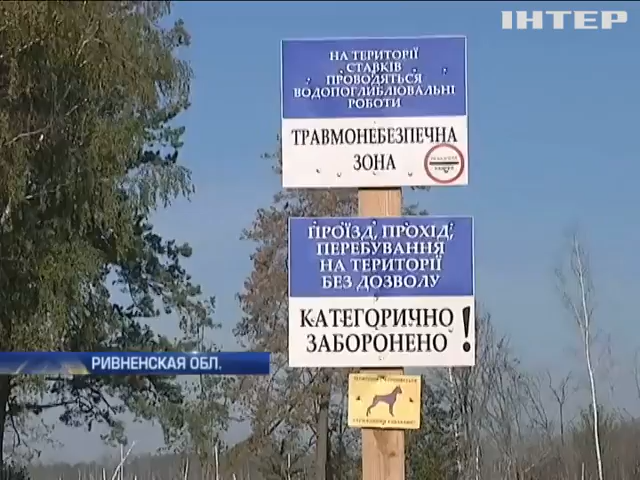 ІНТЕР
НА ТЕРИТОРІЇ
СТАВКІВ
ПРОВОДЯТЬСЯ
ВОДОПОГЛИБЛЮВАЛЬНІ
РОБОТИ
ТРАВМОНЕБЕЗПЕЧНА
ЗОНА
ПРОЇЗД, ПРОХІД,
ПЕРЕБУВАННЯ
НА ТЕРИТОРІЇ
БЕЗ ДОЗВОЛУ
КАТЕГОРИЧНО
ЗАБОРОНЕНО!
РИВНЕНСКАЯ ОБЛ.